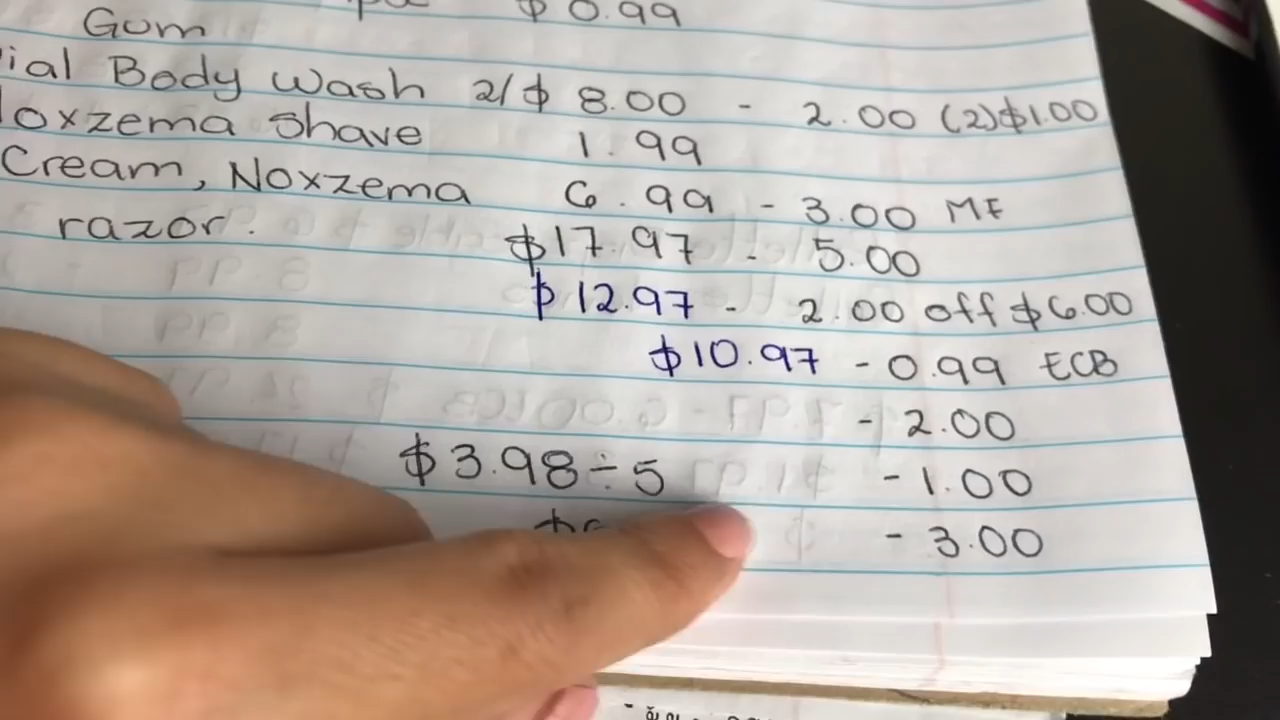 $ 0.99
Gum
ial Body Wash 2/$ 8.00 - 2.00 (2)$1.00
oxzema Shave 1.99
Cream, Noxzema 6.99 - 3.00 MF
razor. $17.97 - 5.00
$12.97 - 2.00 off $6.00
$10.97 - 0.99 ECB
- 2.00
$3.98÷5 - 1.00
- 3.00